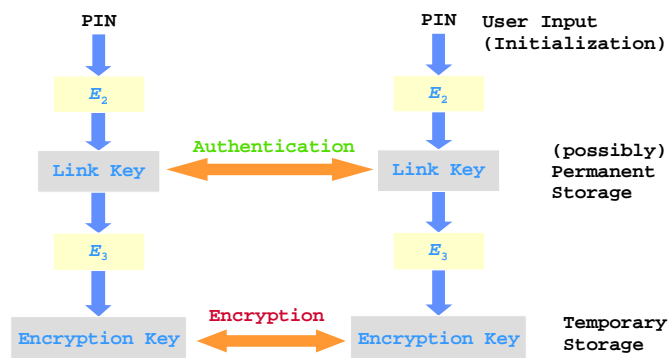 PIN PIN User Input
(Initialization)
E2 E2
Authentication
Link Key Link Key
(possibly)
Permanent
Storage
E3 E3
Encryption
Encryption Key Encryption Key
Temporary
Storage